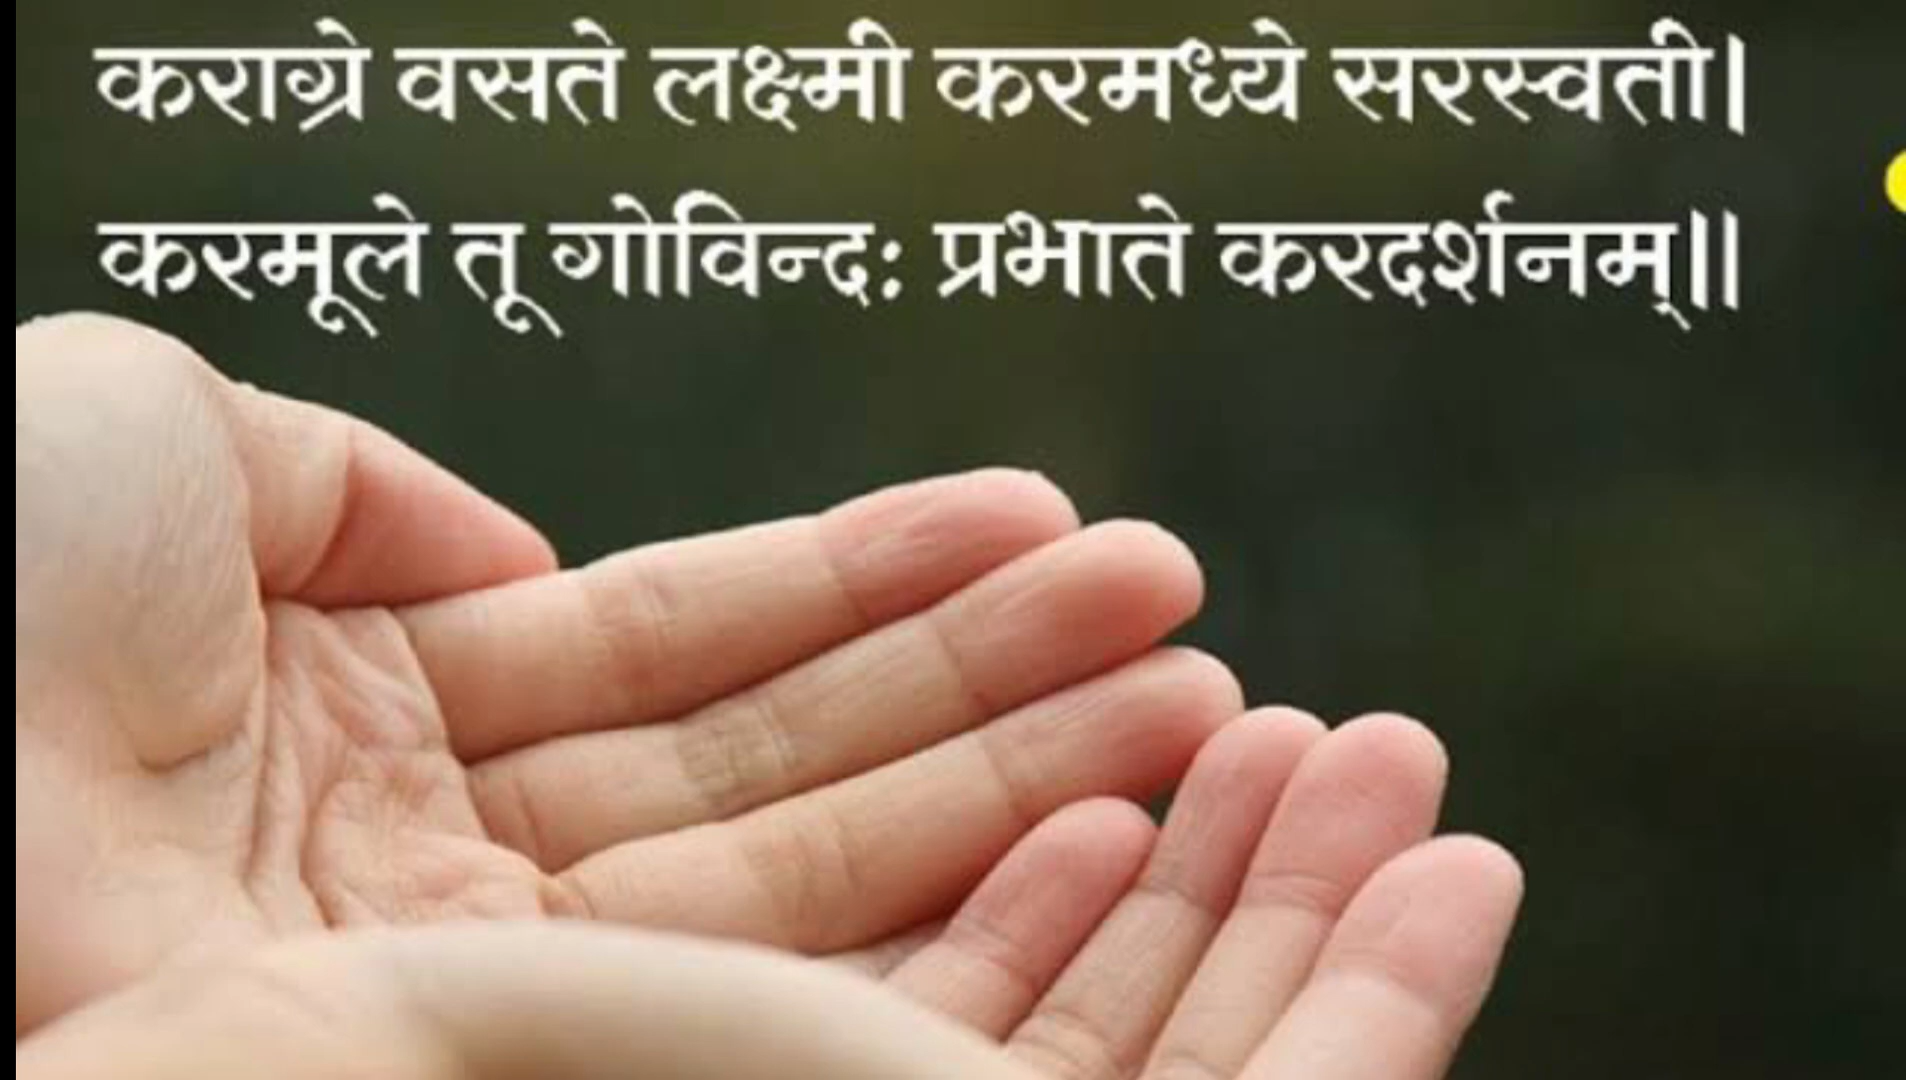 कराग्रे वसते लक्ष्मी करमध्ये सरस्वती।
करमूले तू गोविन्द: प्रभाते करदर्शनम्।।